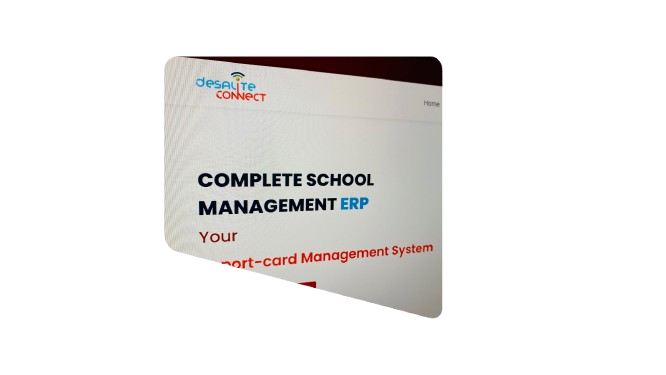 desalite
connect
Home
COMPLETE SCHOOL
MANAGEMENT ERP
Your
port-card Management System